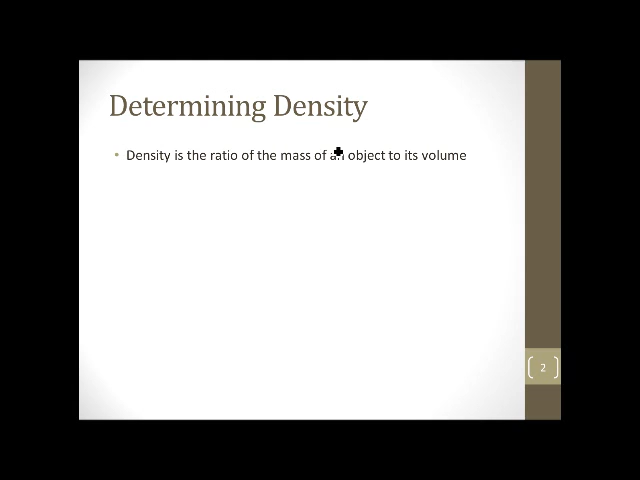 Determining Density
• Density is the ratio of the mass of an object to its volume
2